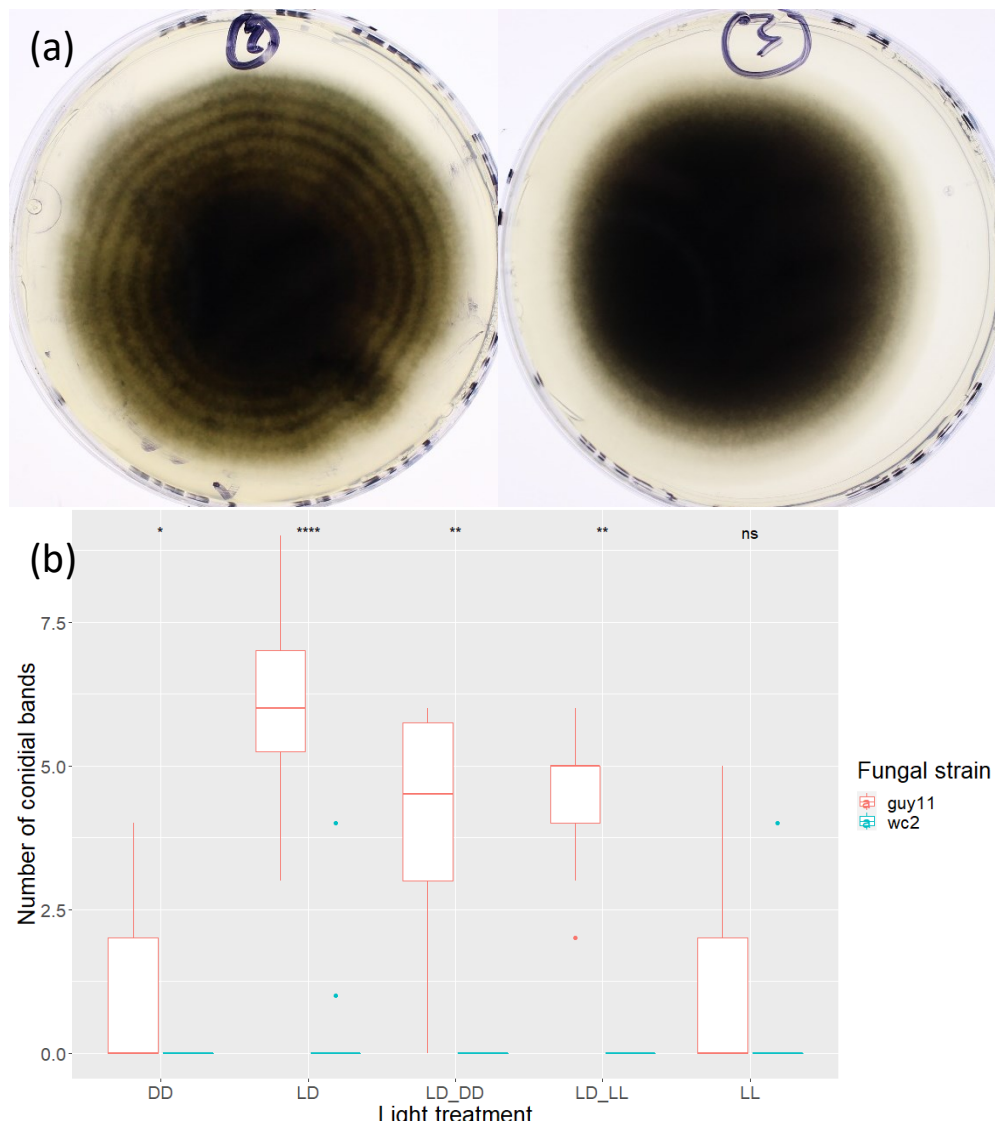 (a)
3
(b)
* **** ** ** ns
7.5
5.0
2.5
0.0
Number of conidial bands
DD LD LD_DD LD_LL LL
Light treatment
Fungal strain
a guy11
a wc2